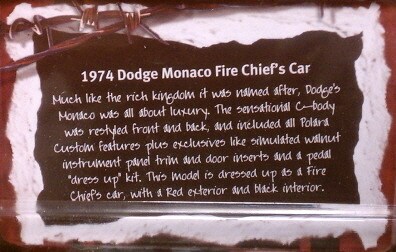 1974 Dodge Monaco Fire Chief's Car
Much like the rich kingdom it was named after, Dodge's
Monaco was all about luxury. The sensational C-body
was restyled front and back, and included all Polara
Custom features plus exclusives like simulated walnut
instrument panel trim and door inserts and a pedal
"dress up" kit. This model is dressed up as a Fire
Chief's car, with a Red exterior and black interior.